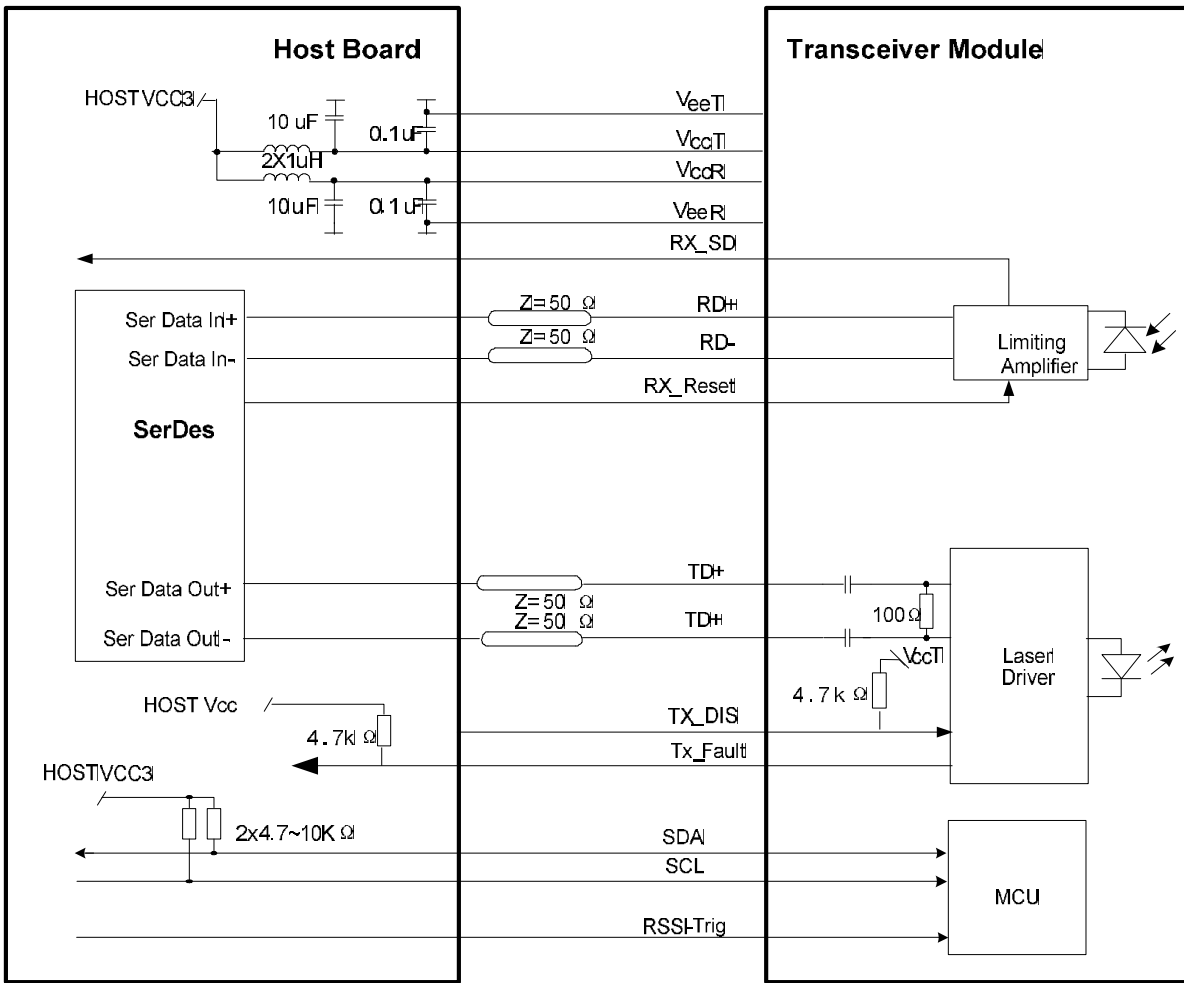 Host Board
Transceiver Module
HOST VCC3
10 uF
0.1uF
VeeT
VccT
2X1uH
VccR
10uF
0.1uF
VeeR
RX_SD
Z=50 Ω
RD+
Ser Data In+
Z=50 Ω
RD-
Ser Data In-
Limiting
Amplifier
RX_Reset
SerDes
TD+
Ser Data Out+
Z=50 Ω
Z=50 Ω
100Ω
TD+
Ser Data Out-
VccT
Laser
Driver
4.7k Ω
HOST Vcc
TX_DIS
4.7k Ω
Tx_Fault
HOST VCC3
2x4.7~10K Ω
SDA
SCL
MCU
RSSI-Trig